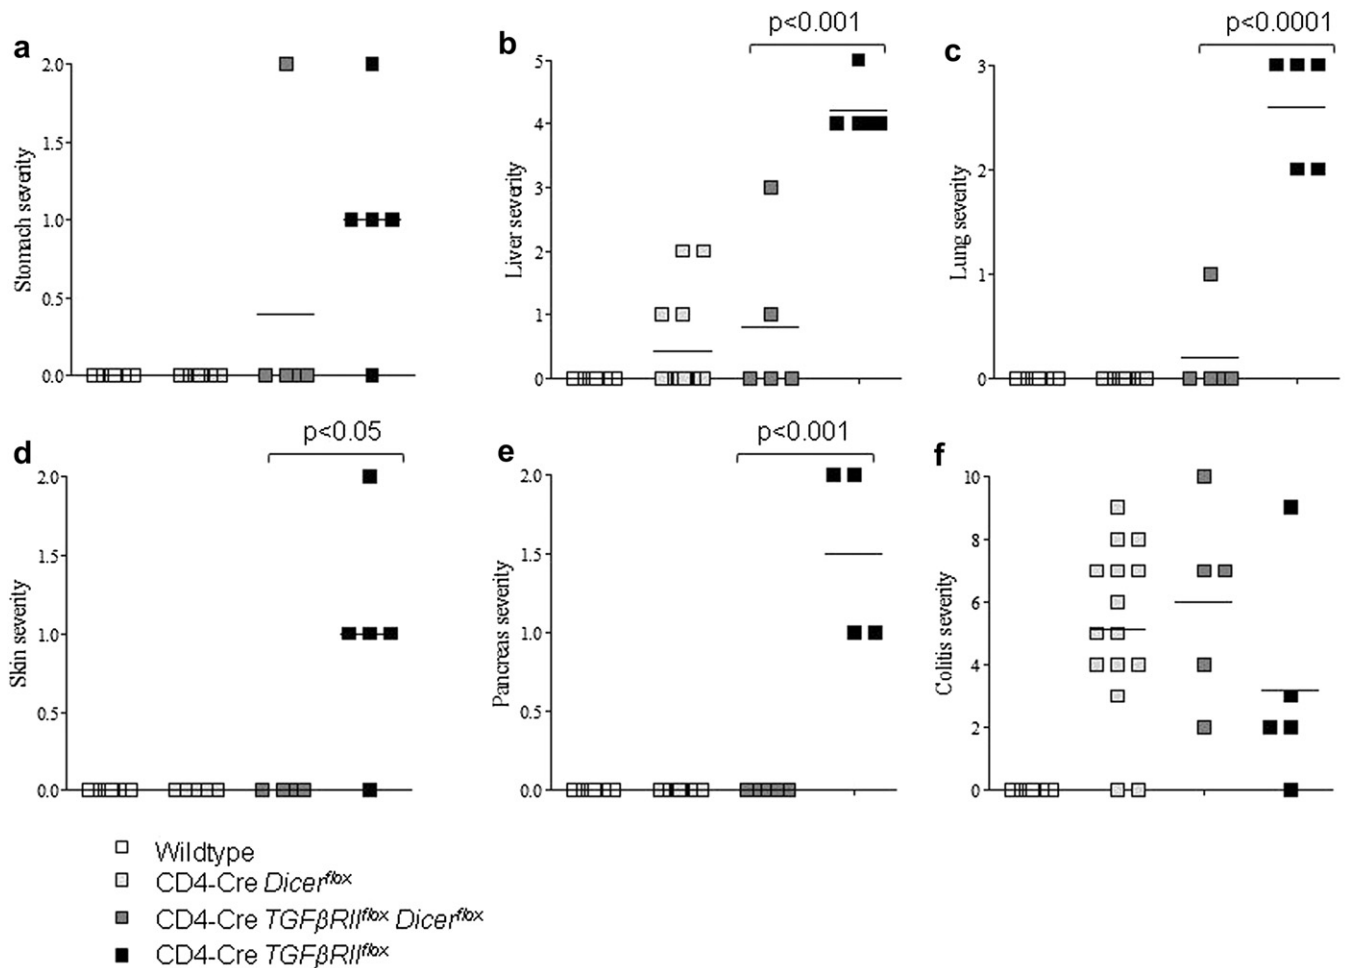 a
2.0
1.5
1.0
0.5
0.0
Stomach severity
b
p<0.001
5
4
3
2
1
0
Liver severity
c
p<0.0001
3
2
1
0
Lung severity
d
p<0.05
2.0
1.5
1.0
0.5
0.0
Skin severity
e
p<0.001
2.0
1.5
1.0
0.5
0.0
Pancreas severity
f
10
8
6
4
2
0
Colitis severity
Wildtype
CD4-Cre Dicerflox
CD4-Cre TGFβRIIflox Dicerflox
CD4-Cre TGFβRIIflox